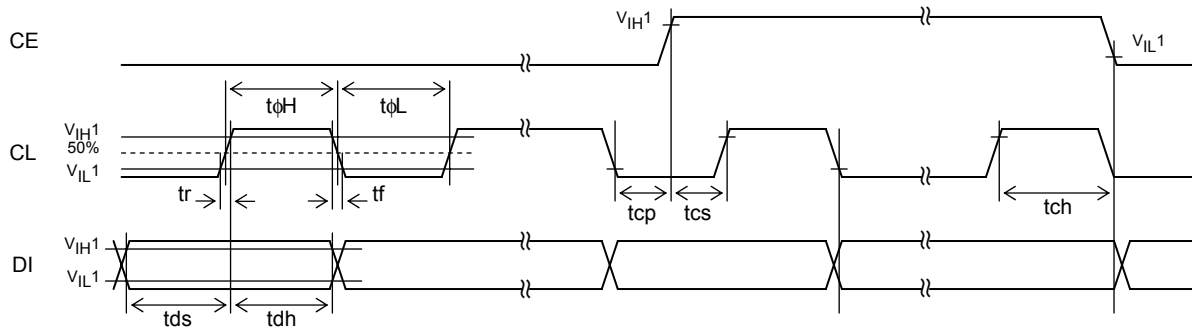 VIH1
CE
VIL1
tϕH
tϕL
VIH1
50%
CL
VIL1
tr
tf
tcp
tcs
tch
VIH1
DI
VIL1
tds
tdh